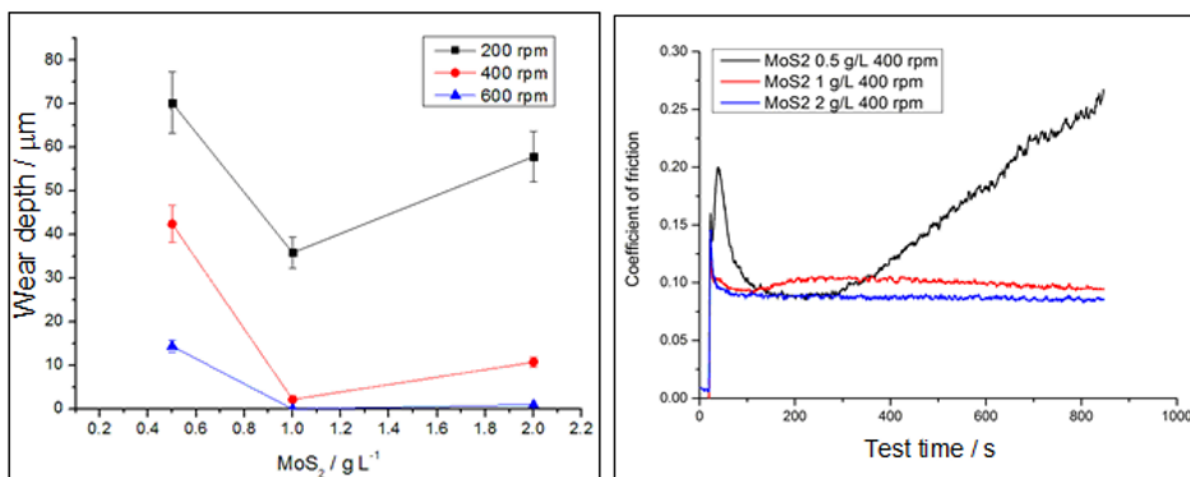 80
70
60
50
40
30
20
10
0
Wear depth / μm
200 rpm
400 rpm
600 rpm
0.2 0.4 0.6 0.8 1.0 1.2 1.4 1.6 1.8 2.0 2.2
MoS₂ / g L⁻¹
0.30
0.25
0.20
0.15
0.10
0.05
0.00
Coefficient of friction
MoS2 0.5 g/L 400 rpm
MoS2 1 g/L 400 rpm
MoS2 2 g/L 400 rpm
0 200 400 600 800 1000
Test time / s